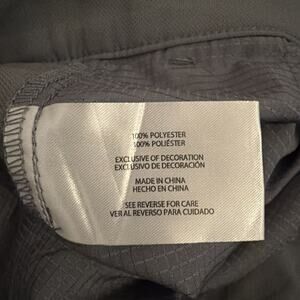 100% POLYESTER
100% POLIÉSTER
EXCLUSIVE OF DECORATION
EXCLUSIVO DE DECORACIÓN
MADE IN CHINA
HECHO EN CHINA
SEE REVERSE FOR CARE
VER AL REVERSO PARA CUIDADO